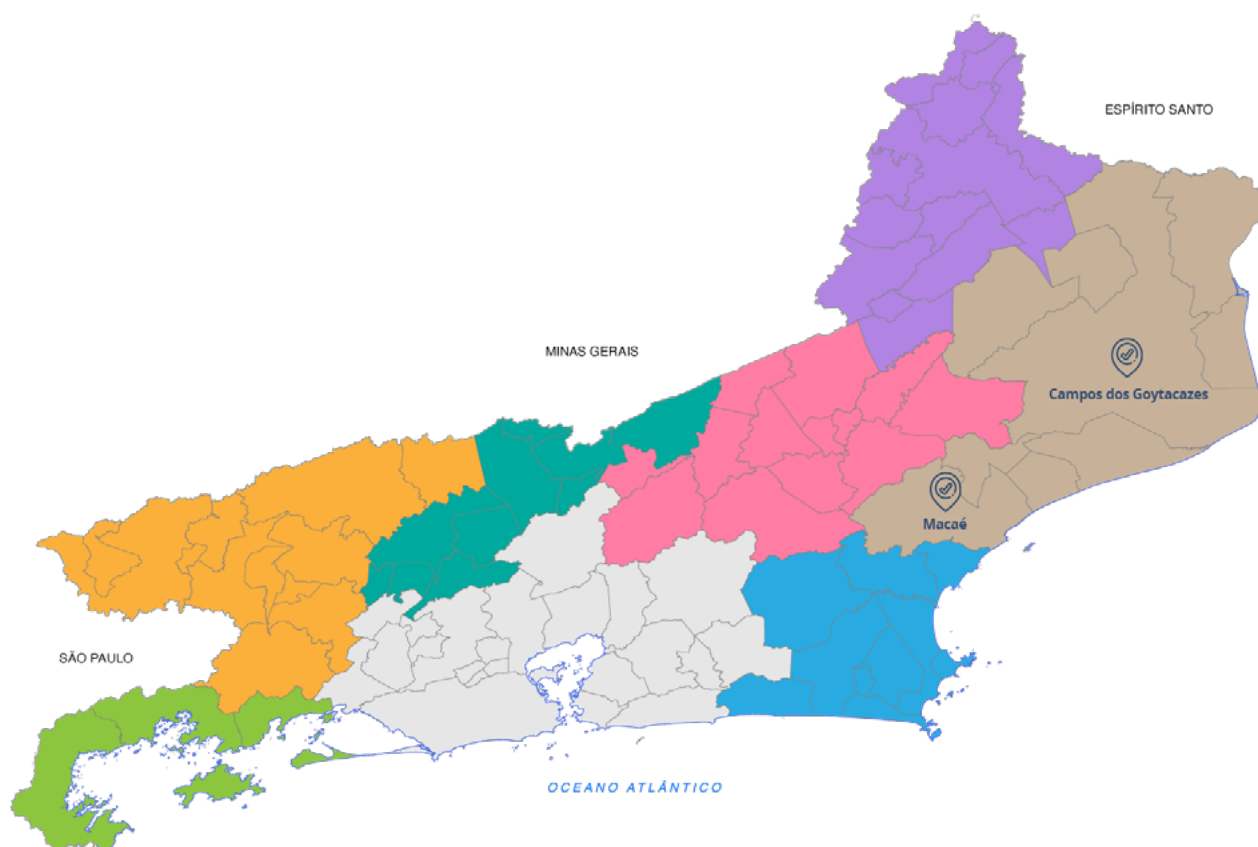 ESPÍRITO SANTO
MINAS GERAIS
Campos dos Goytacazes
Macaé
SÃO PAULO
OCEANO ATLÂNTICO